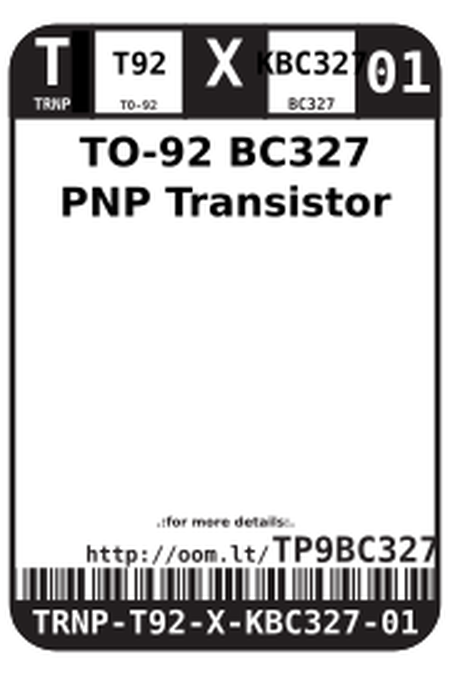 T T92 X KBC327 01
TRNP TO-92 BC327
TO-92 BC327
PNP Transistor
.:for more details:.
http://oom.lt/TP9BC327
TRNP-T92-X-KBC327-01